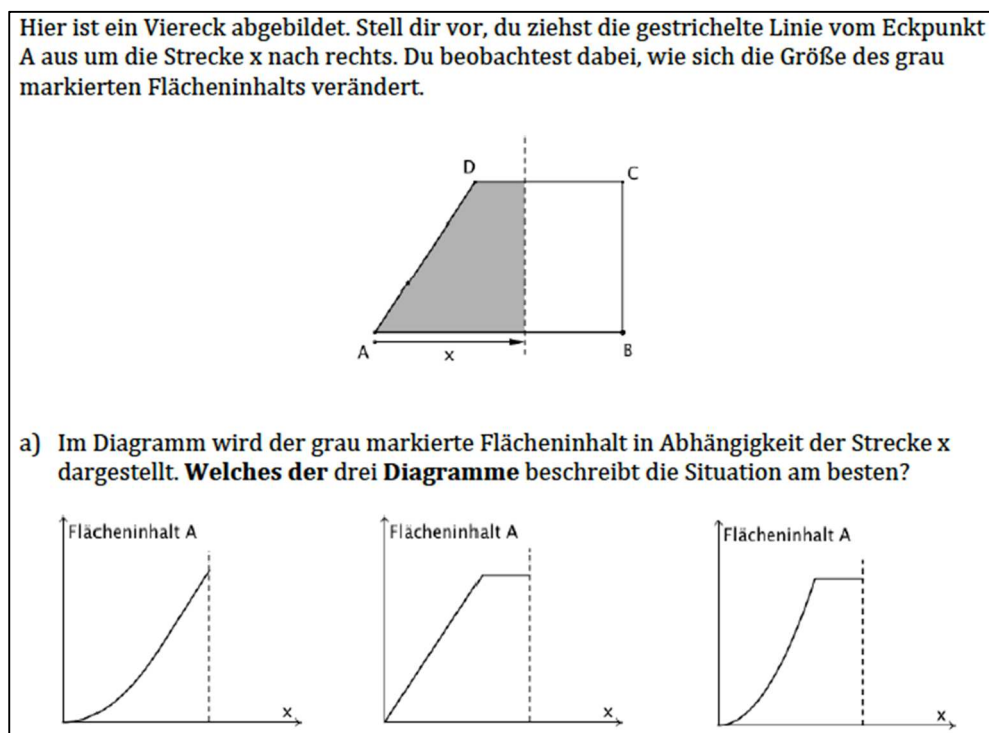 Hier ist ein Viereck abgebildet. Stell dir vor, du ziehst die gestrichelte Linie vom Eckpunkt
A aus um die Strecke x nach rechts. Du beobachtest dabei, wie sich die Größe des grau
markierten Flächeninhalts verändert.
D
C
A
x
B
a) Im Diagramm wird der grau markierte Flächeninhalt in Abhängigkeit der Strecke x
dargestellt. Welches der drei Diagramme beschreibt die Situation am besten?
Flächeninhalt A
x
Flächeninhalt A
x
Flächeninhalt A
x